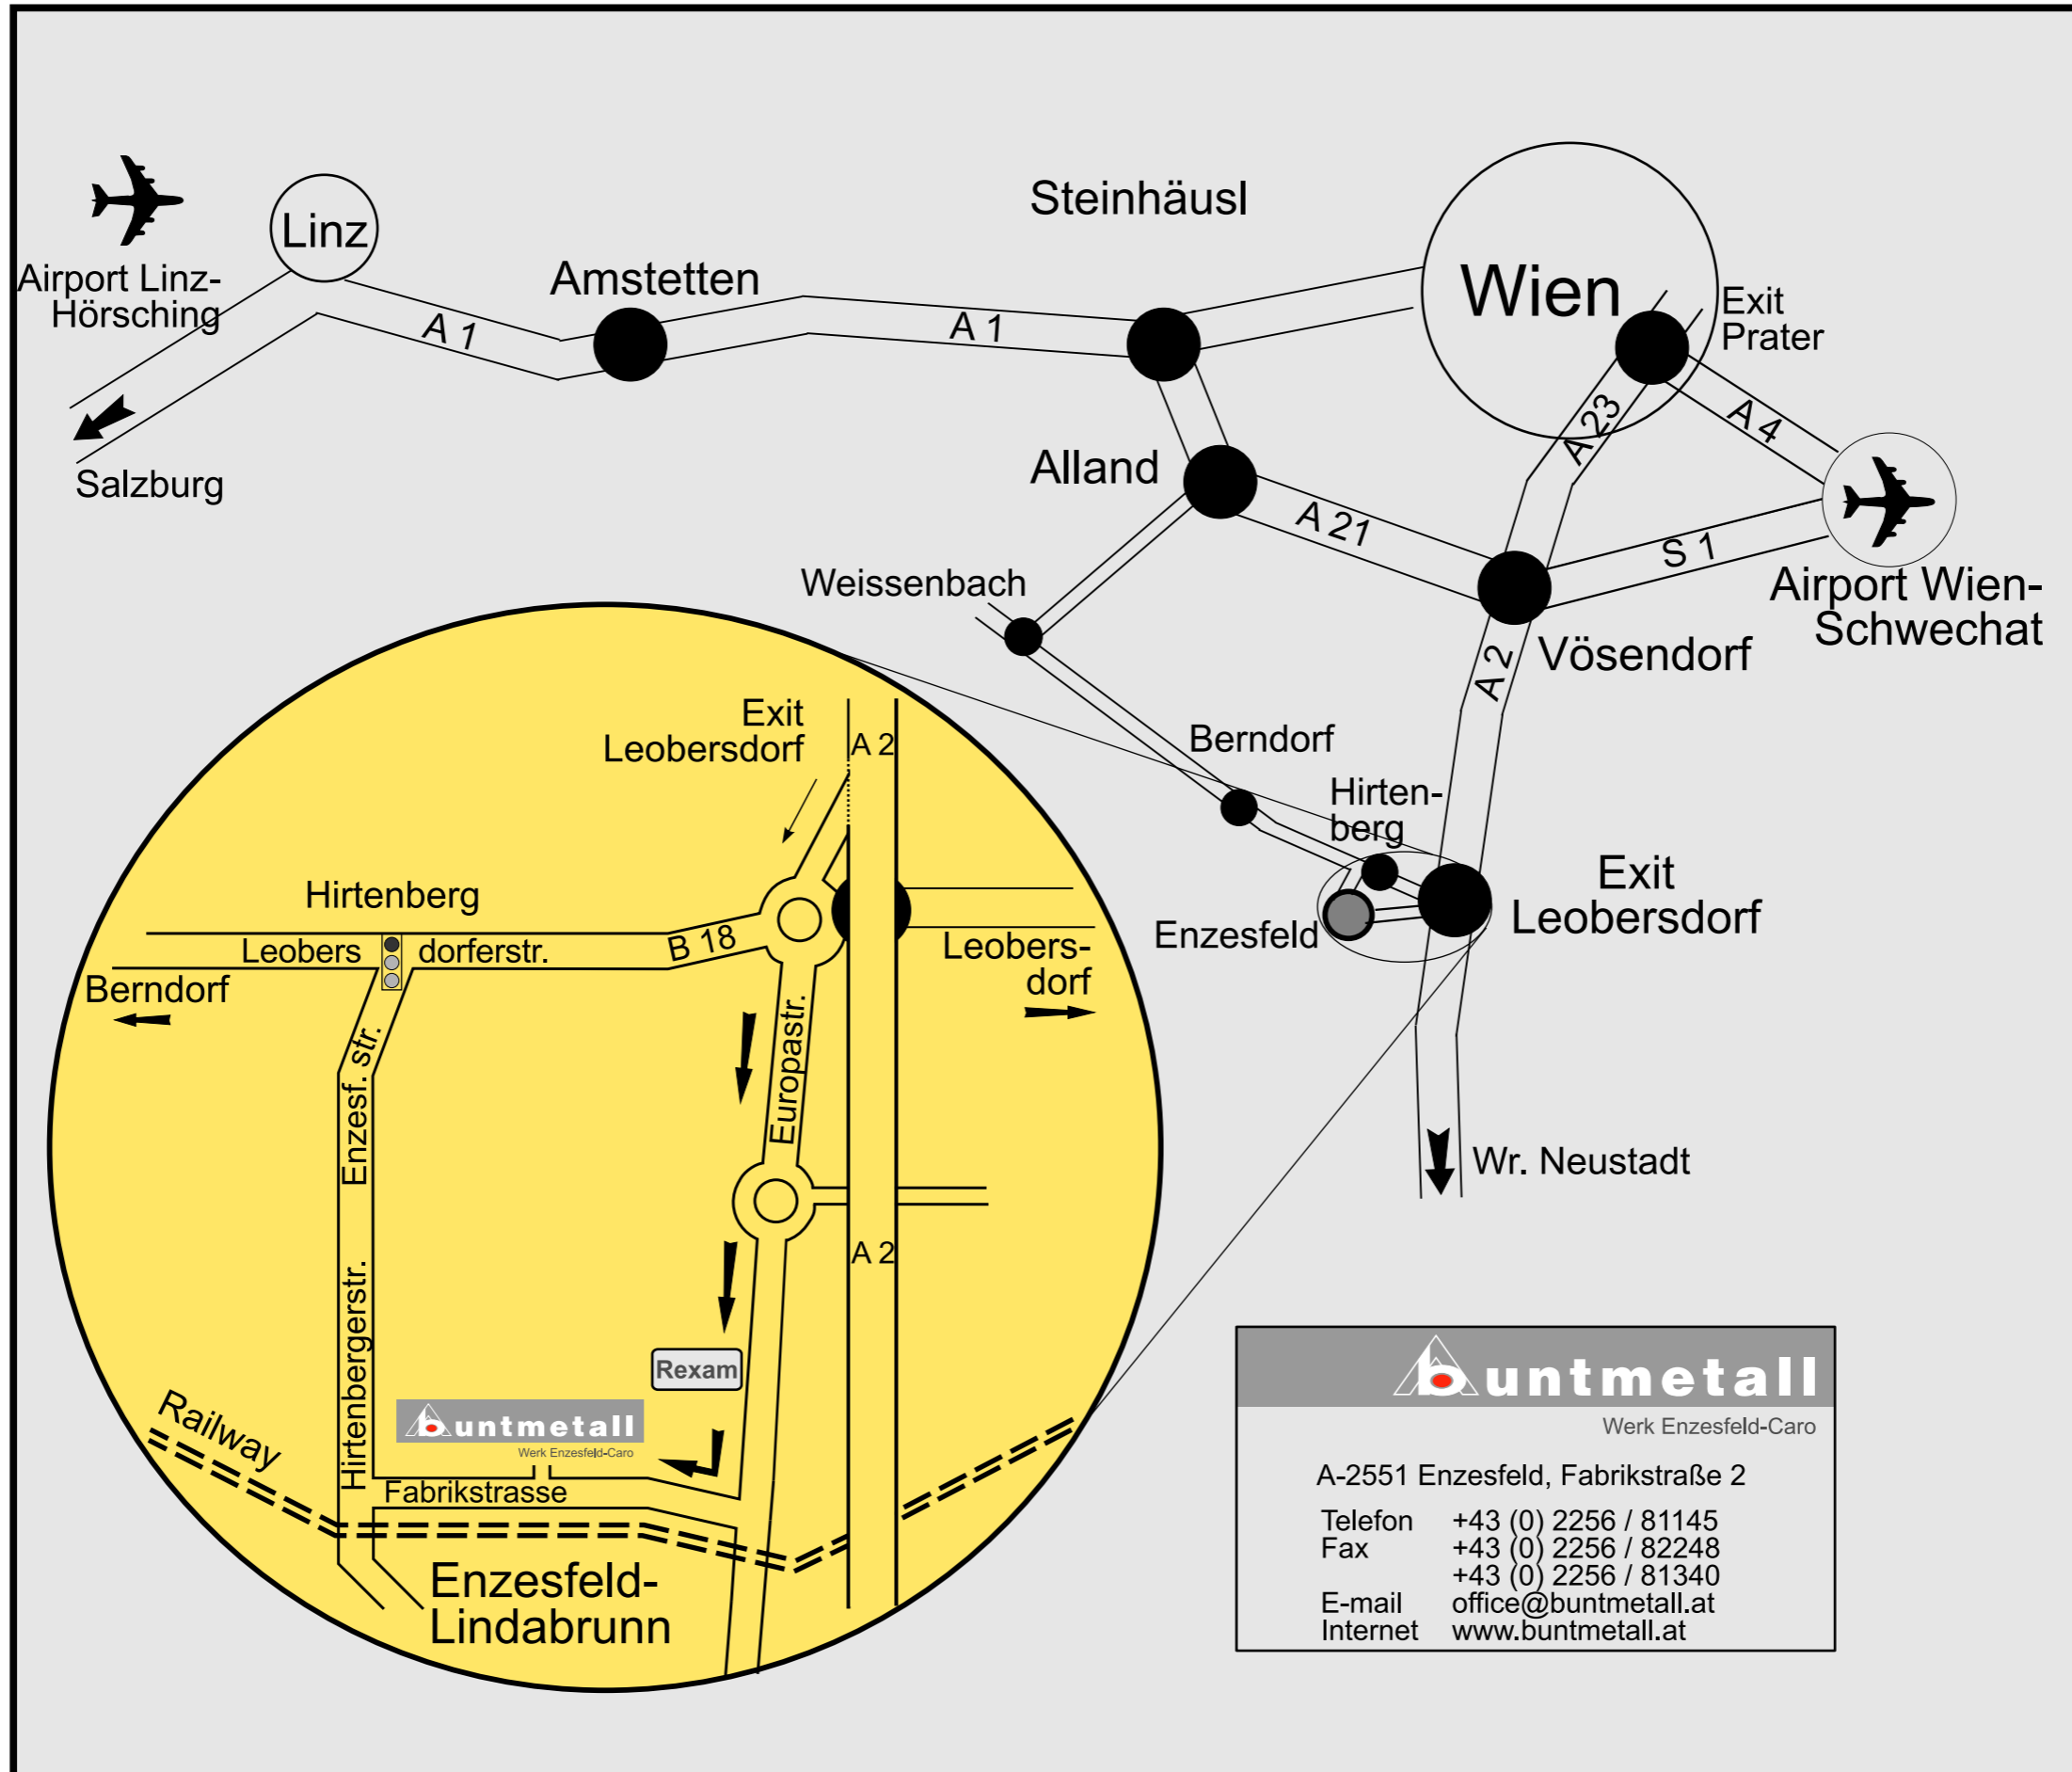 Linz
Airport Linz-
Hörsching
Salzburg
A 1
Amstetten
A 1
Steinhäusl
Wien
Exit
Prater
A 23
A 4
Alland
A 21
S 1
Airport Wien-
Schwechat
Vösendorf
A 2
Weissenbach
Berndorf
Hirten-
berg
Enzesfeld
Exit
Leobersdorf
Wr. Neustadt
Exit
Leobersdorf
A 2
Hirtenberg
Leobers dorferstr.
B 18
Berndorf
Leobers-
dorf
Enzesf. str.
Europastr.
A 2
Hirtenbergerstr.
Rexam
Railway
buntmetall
Werk Enzesfeld-Caro
Fabrikstrasse
Enzesfeld-
Lindabrunn
buntmetall
Werk Enzesfeld-Caro
A-2551 Enzesfeld, Fabrikstraße 2
Telefon +43 (0) 2256 / 81145
Fax +43 (0) 2256 / 82248
+43 (0) 2256 / 81340
E-mail office@buntmetall.at
Internet www.buntmetall.at